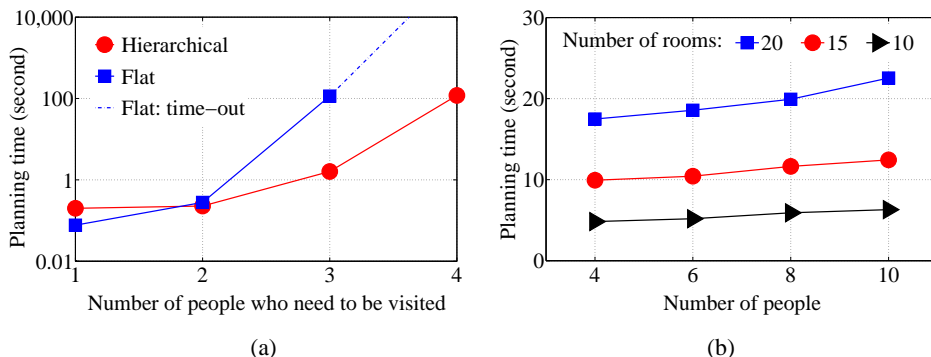 10,000
100
1
0.01
Planning time (second)
Hierarchical
Flat
Flat: time-out
1 2 3 4
Number of people who need to be visited
(a)
30
20
10
0
Planning time (second)
Number of rooms: 20 15 10
4 6 8 10
Number of people
(b)